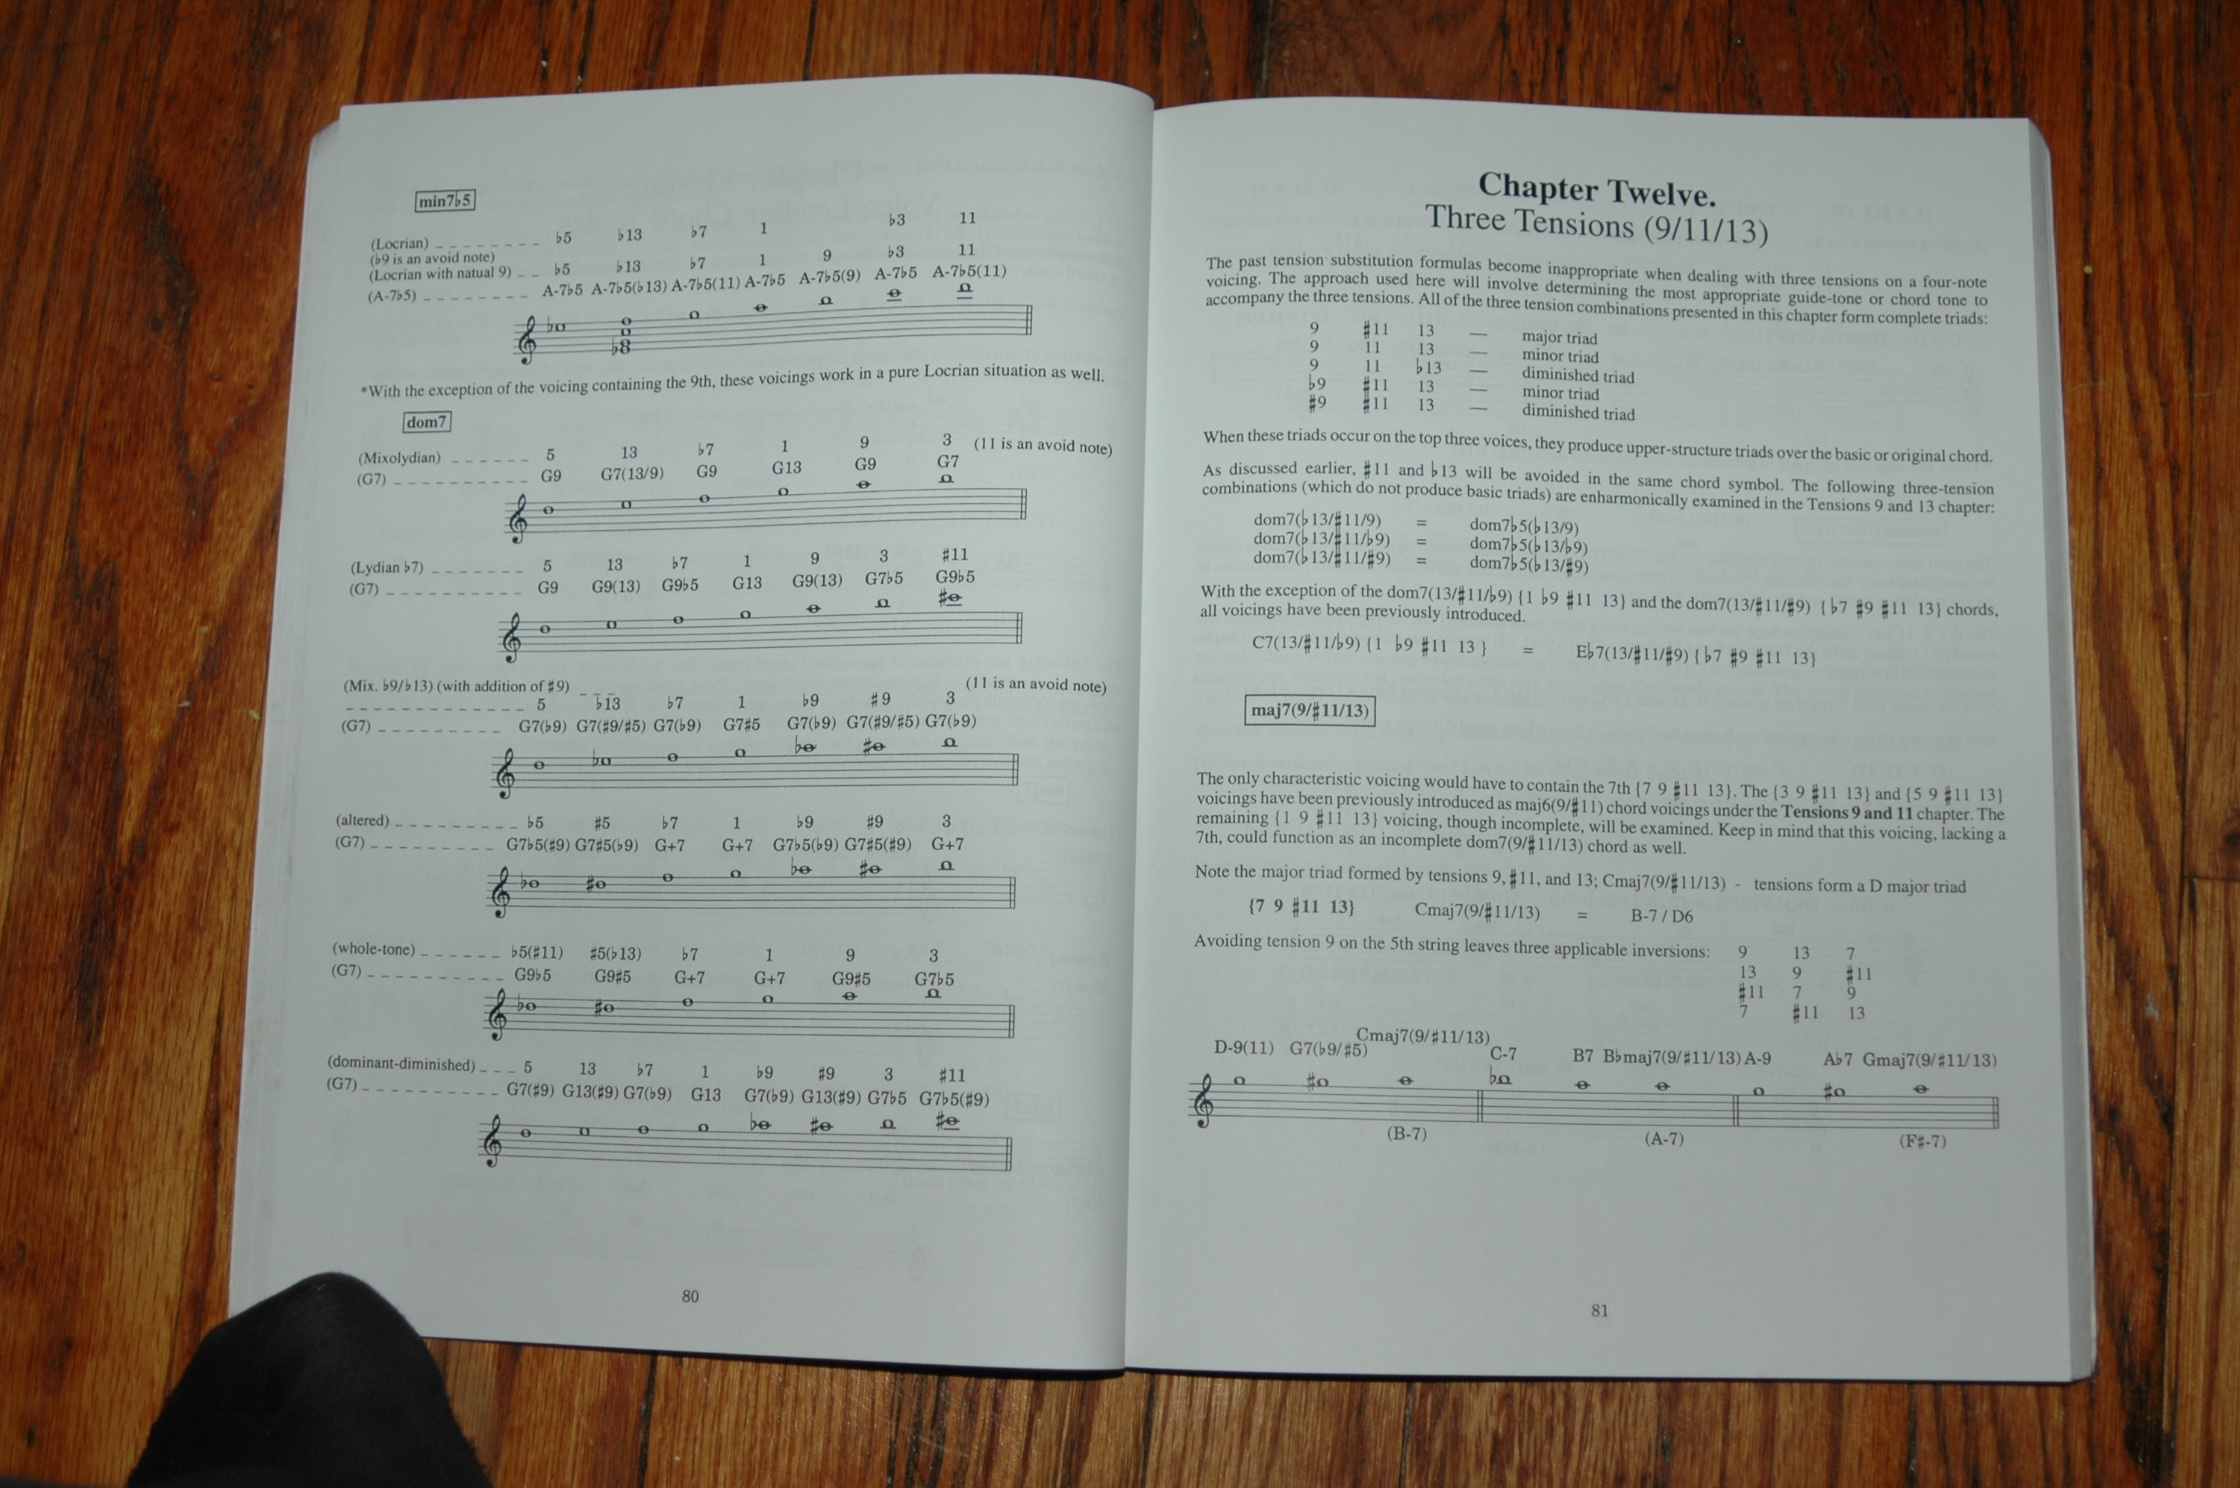 min7♭5
♭3 11
(Locrian) _ _ _ _ _ _ _ _ ♭5 ♭13 ♭7 1
(♭9 is an avoid note)
(Locrian with natual 9) _ _ ♭5 ♭13 ♭7 1 9 ♭3 11
(A-7♭5) _ _ _ _ _ _ _ _ A-7♭5 A-7♭5(♭13) A-7♭5(11) A-7♭5 A-7♭5(9) A-7♭5 A-7♭5(11)
*With the exception of the voicing containing the 9th, these voicings work in a pure Locrian situation as well.
dom7
(Mixolydian) _ _ _ _ _ _ 5 13 ♭7 1 9 3 (11 is an avoid note)
(G7) _ _ _ _ _ _ _ _ _ _ G9 G7(13/9) G9 G13 G9 G7
(Lydian ♭7) _ _ _ _ _ _ _ 5 13 ♭7 1 9 3 ♯11
(G7) _ _ _ _ _ _ _ _ _ _ G9 G9(13) G9♭5 G13 G9(13) G7♭5 G9♭5
(Mix. ♭9/♭13) (with addition of ♯9) _ _ _ (11 is an avoid note)
_ _ _ _ _ _ _ _ _ _ _ _ _ 5 ♭13 ♭7 1 ♭9 ♯9 3
(G7) _ _ _ _ _ _ _ _ _ G7(♭9) G7(♯9/♯5) G7(♭9) G7♯5 G7(♭9) G7(♯9/♯5) G7(♭9)
(altered) _ _ _ _ _ _ _ _ _ ♭5 ♯5 ♭7 1 ♭9 ♯9 3
(G7) _ _ _ _ _ _ _ _ _ G7♭5(♯9) G7♯5(♭9) G+7 G+7 G7♭5(♭9) G7♯5(♯9) G+7
(whole-tone) _ _ _ _ _ _ ♭5(♯11) ♯5(♭13) ♭7 1 9 3
(G7) _ _ _ _ _ _ _ _ _ _ G9♭5 G9♯5 G+7 G+7 G9♯5 G7♭5
(dominant-diminished) _ _ _ 5 13 ♭7 1 ♭9 ♯9 3 ♯11
(G7) _ _ _ _ _ _ _ _ _ _ G7(♯9) G13(♯9) G7(♭9) G13 G7(♭9) G13(♯9) G7♭5 G7♭5(♯9)
80
Chapter Twelve.
Three Tensions (9/11/13)
The past tension substitution formulas become inappropriate when dealing with three tensions on a four-note
voicing. The approach used here will involve determining the most appropriate guide-tone or chord tone to
accompany the three tensions. All of the three tension combinations presented in this chapter form complete triads:
9 ♯11 13 — major triad
9 11 13 — minor triad
9 11 ♭13 — diminished triad
♭9 ♯11 13 — minor triad
♯9 ♯11 13 — diminished triad
When these triads occur on the top three voices, they produce upper-structure triads over the basic or original chord.
As discussed earlier, ♯11 and ♭13 will be avoided in the same chord symbol. The following three-tension
combinations (which do not produce basic triads) are enharmonically examined in the Tensions 9 and 13 chapter:
dom7(♭13/♯11/9) = dom7♭5(♭13/9)
dom7(♭13/♯11/♭9) = dom7♭5(♭13/♭9)
dom7(♭13/♯11/♯9) = dom7♭5(♭13/♯9)
With the exception of the dom7(13/♯11/♭9) {1 ♭9 ♯11 13} and the dom7(13/♯11/♯9) {♭7 ♯9 ♯11 13} chords,
all voicings have been previously introduced.
C7(13/♯11/♭9) {1 ♭9 ♯11 13 } = E♭7(13/♯11/♯9) {♭7 ♯9 ♯11 13}
maj7(9/♯11/13)
The only characteristic voicing would have to contain the 7th {7 9 ♯11 13}. The {3 9 ♯11 13} and {5 9 ♯11 13}
voicings have been previously introduced as maj6(9/♯11) chord voicings under the Tensions 9 and 11 chapter. The
remaining {1 9 ♯11 13} voicing, though incomplete, will be examined. Keep in mind that this voicing, lacking a
7th, could function as an incomplete dom7(9/♯11/13) chord as well.
Note the major triad formed by tensions 9, ♯11, and 13; Cmaj7(9/♯11/13) - tensions form a D major triad
{7 9 ♯11 13} Cmaj7(9/♯11/13) = B-7 / D6
Avoiding tension 9 on the 5th string leaves three applicable inversions: 9 13 7
13 9 ♯11
♯11 7 9
7 ♯11 13
Cmaj7(9/♯11/13)
D-9(11) G7(♭9/♯5) C-7 B7 B♭maj7(9/♯11/13) A-9 A♭7 Gmaj7(9/♯11/13)
(B-7) (A-7) (F♯-7)
81